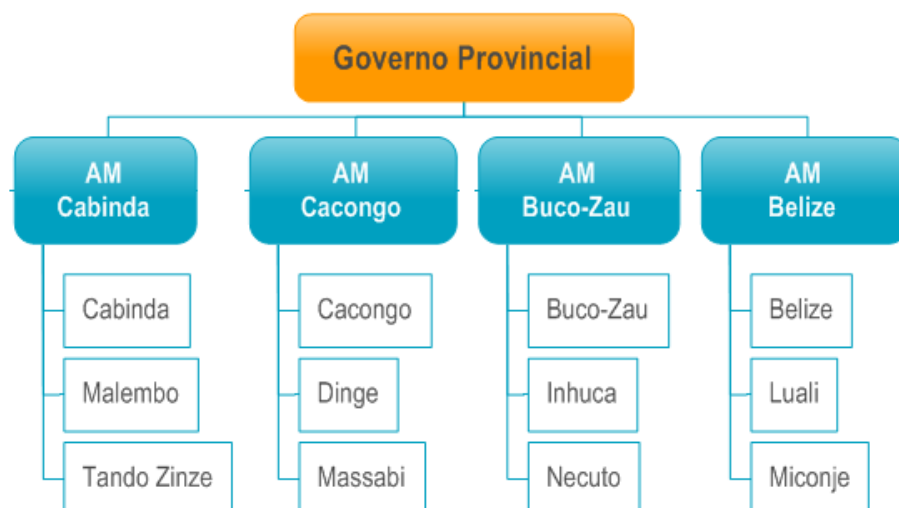 Governo Provincial
AM
Cabinda
AM
Cacongo
AM
Buco-Zau
AM
Belize
Cabinda
Malembo
Tando Zinze
Cacongo
Dinge
Massabi
Buco-Zau
Inhuca
Necuto
Belize
Luali
Miconje